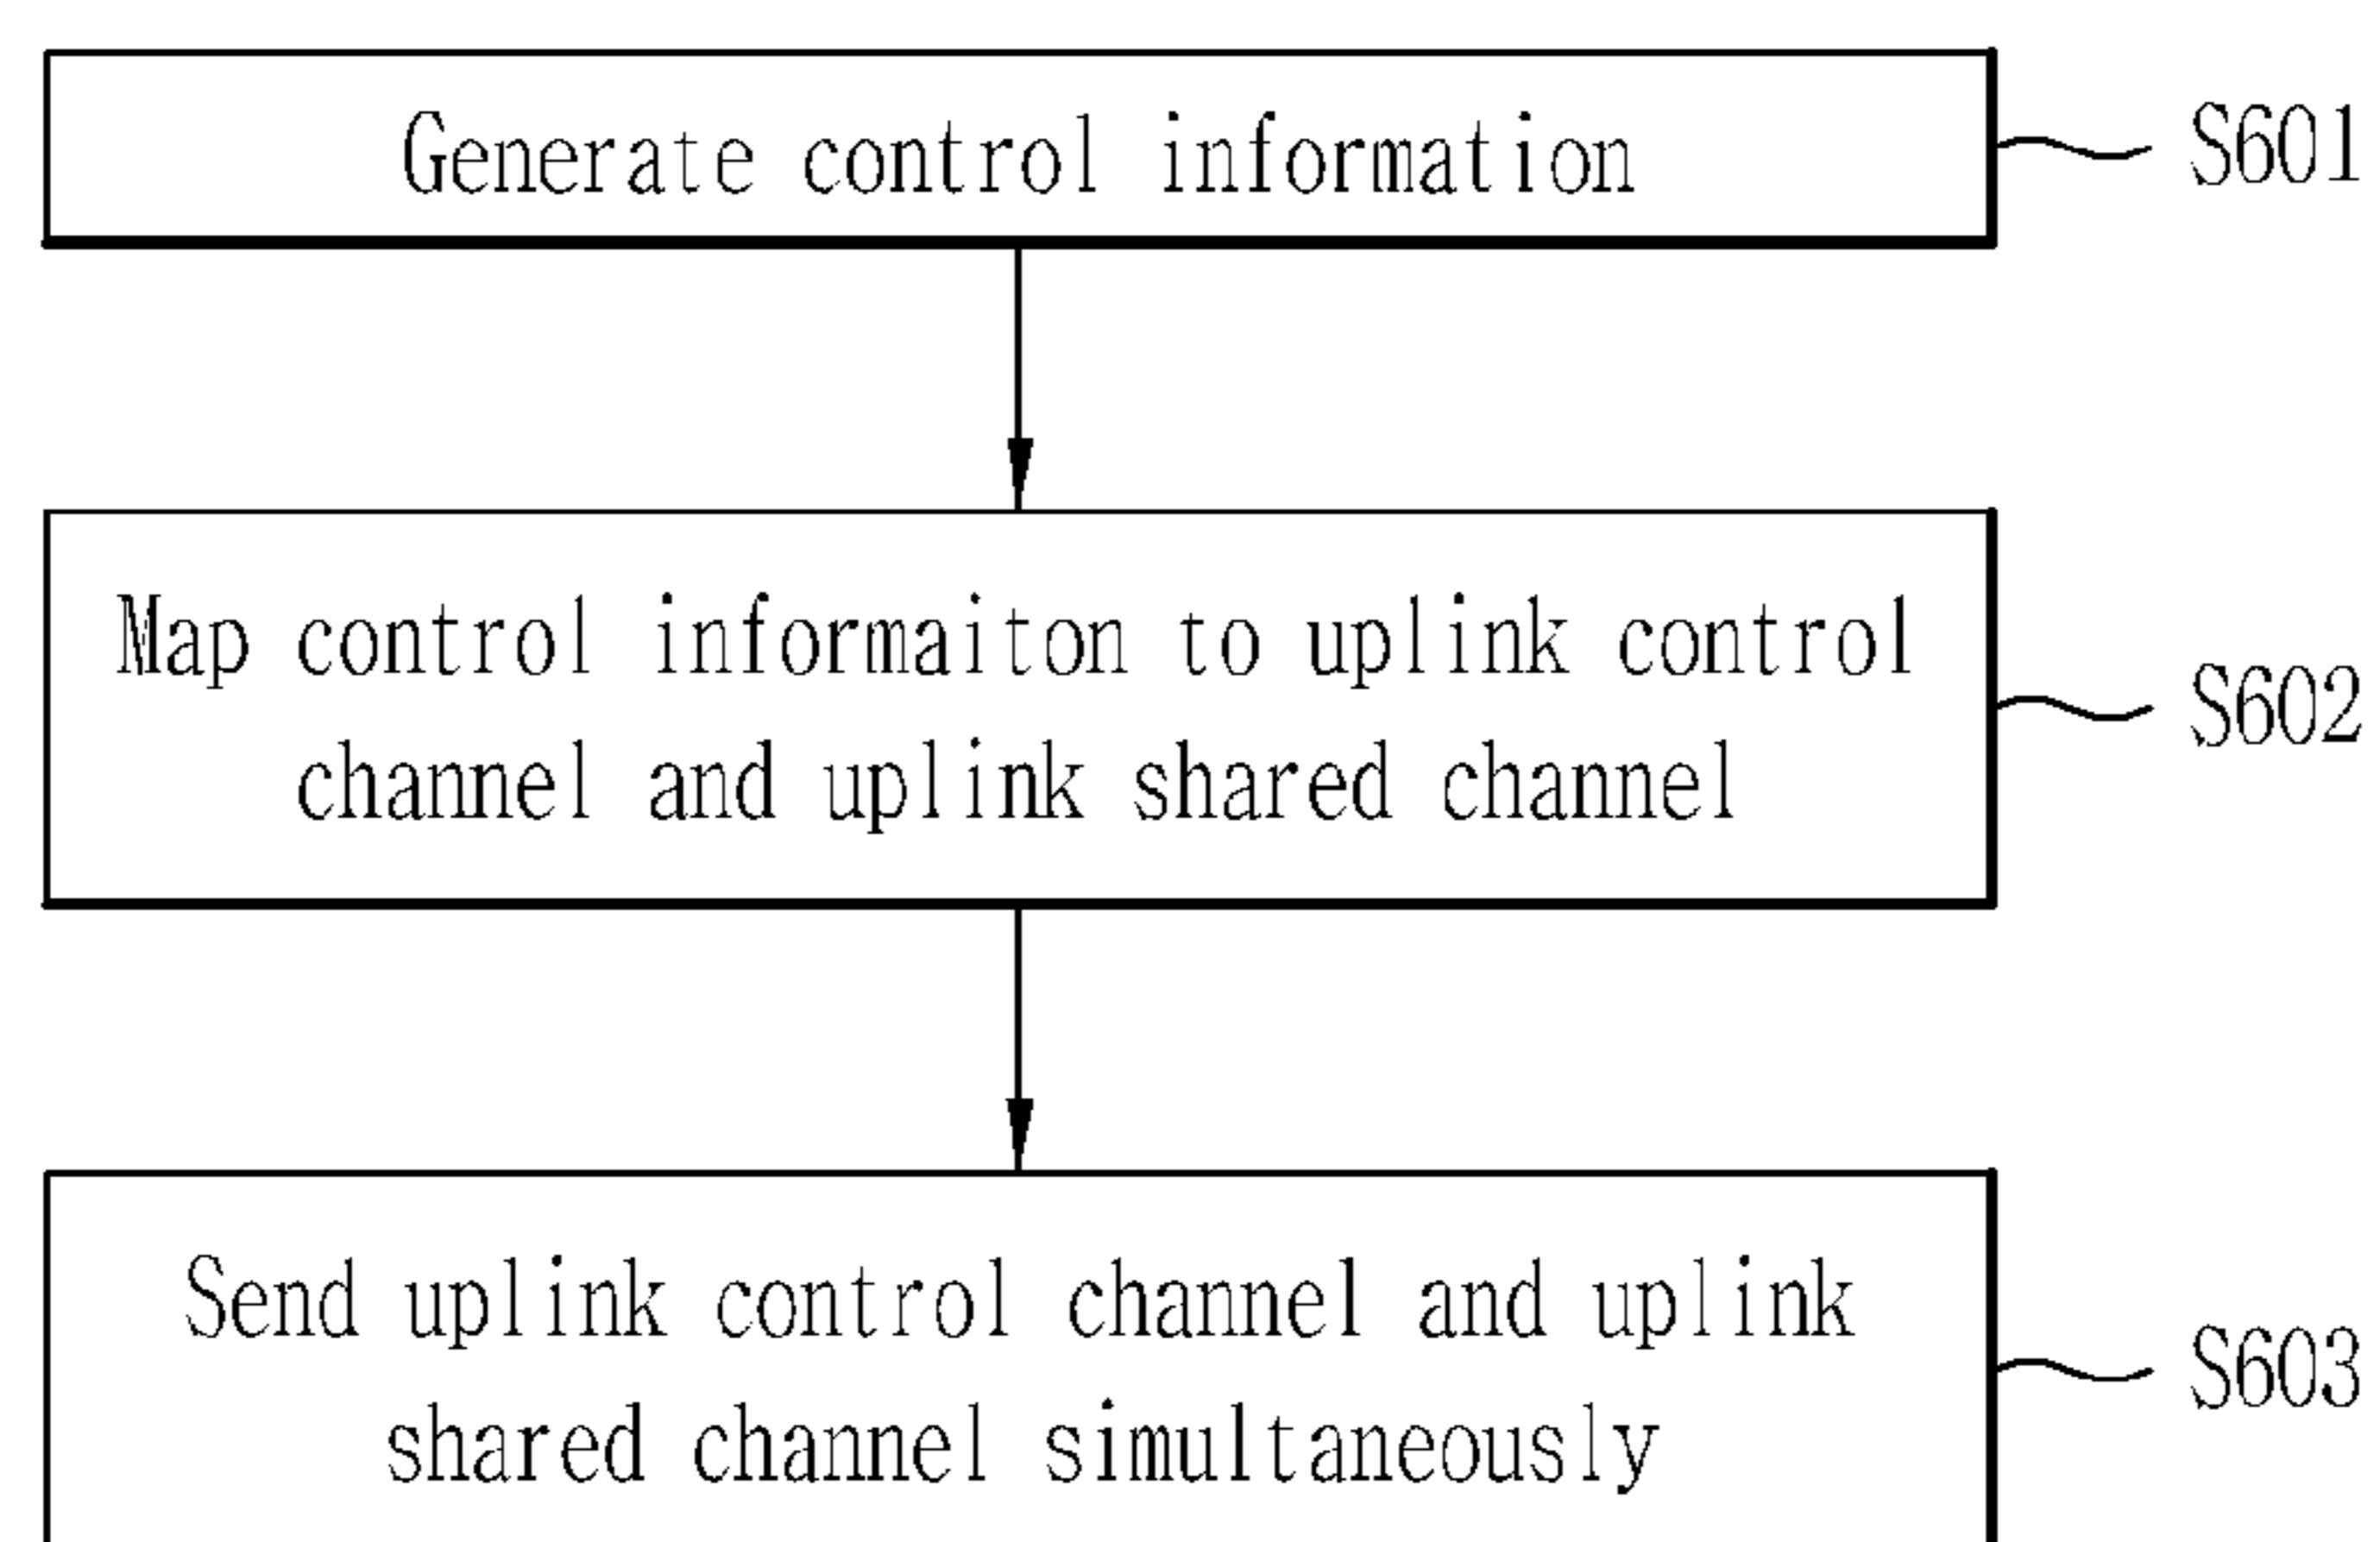 Generate control information
S601
Map control informaiton to uplink control
channel and uplink shared channel
S602
Send uplink control channel and uplink
shared channel simultaneously
S603